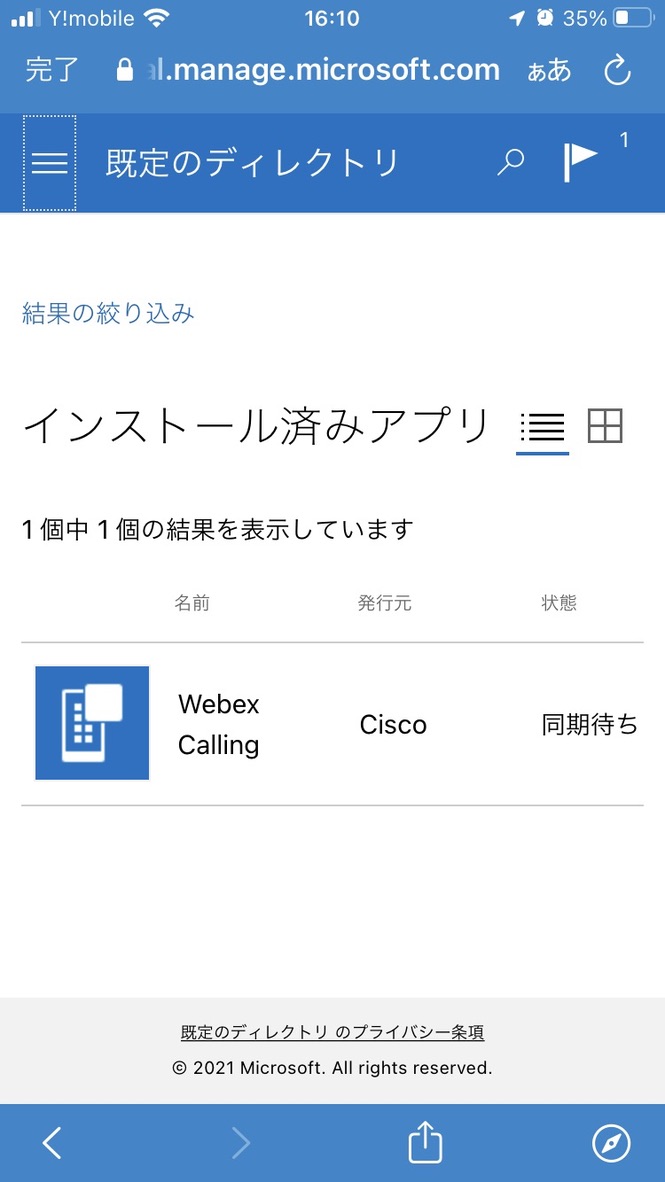 Y!mobile 16:10 35%
完了 al.manage.microsoft.com ぁあ
既定のディレクトリ 1
結果の絞り込み
インストール済みアプリ
1 個中 1 個の結果を表示しています
名前 発行元 状態
Webex Calling Cisco 同期待ち
既定のディレクトリ のプライバシー条項
© 2021 Microsoft. All rights reserved.